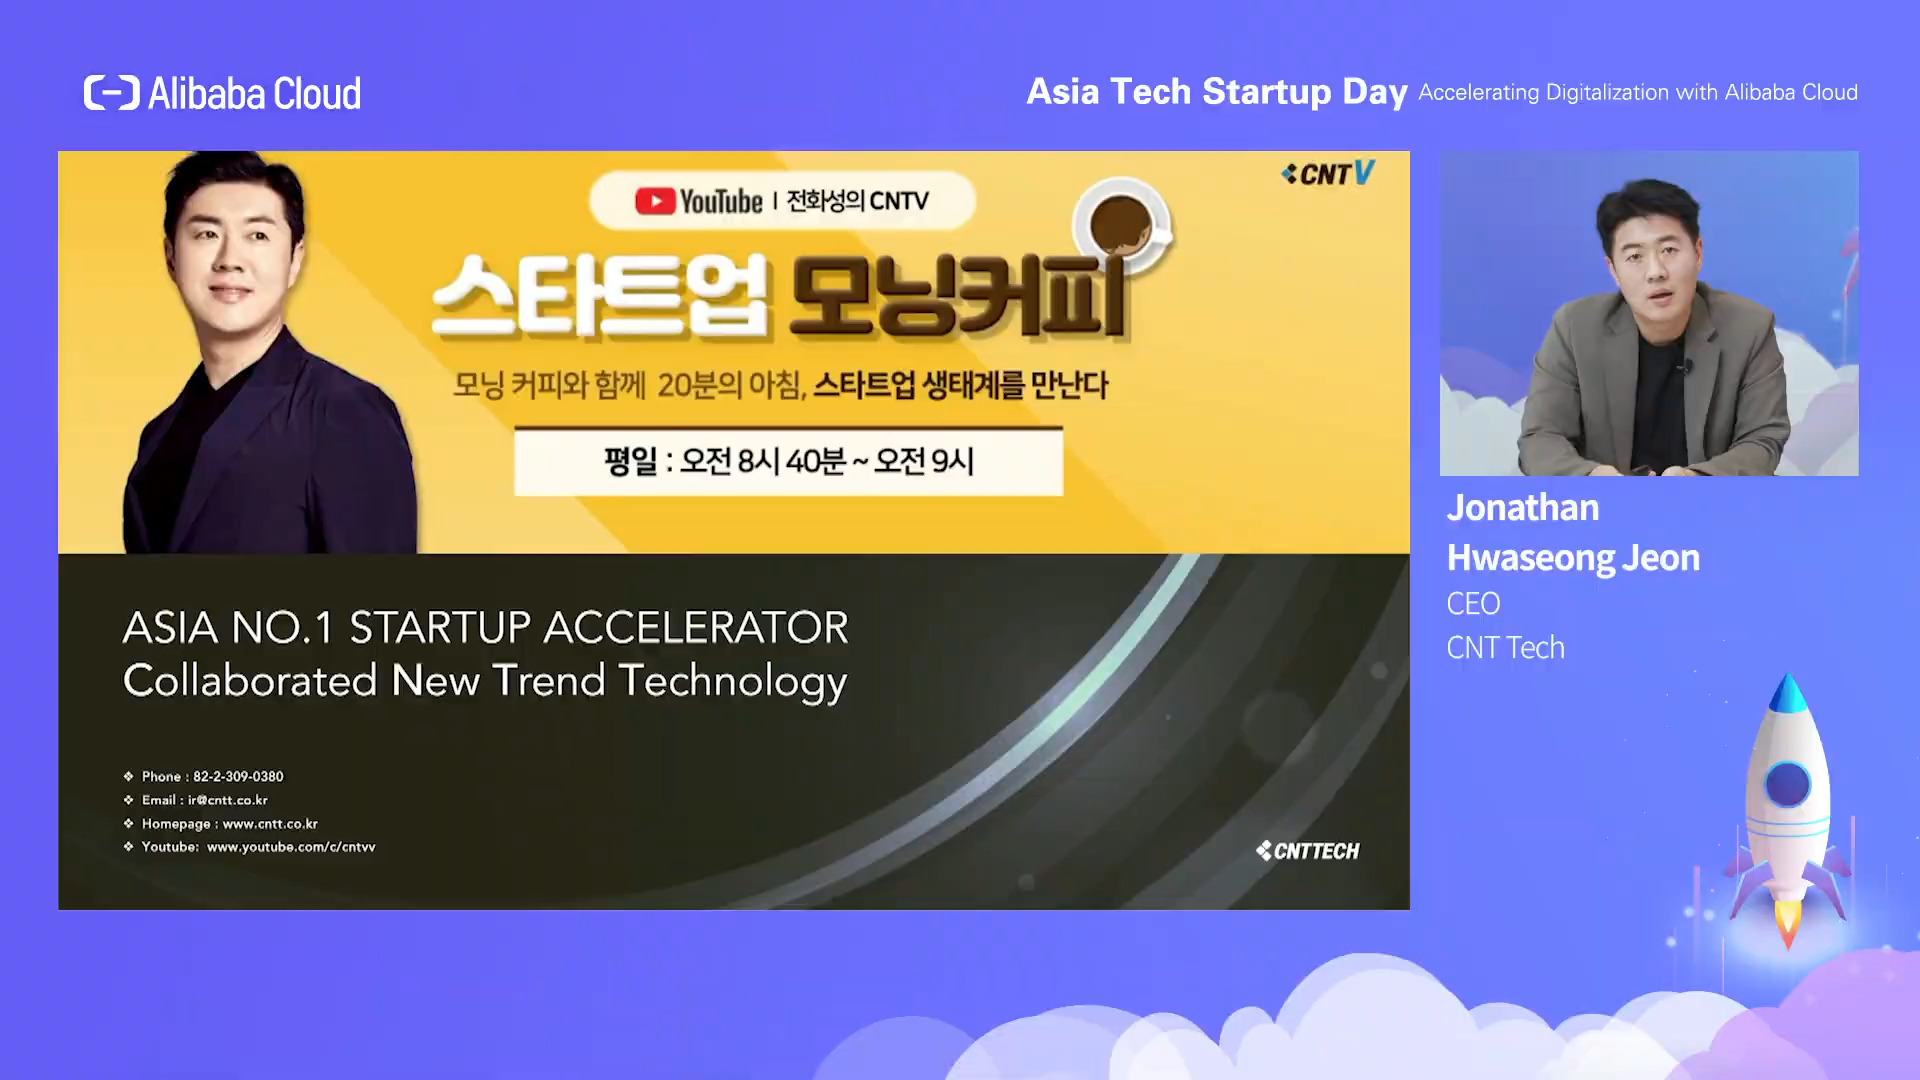 Alibaba Cloud
Asia Tech Startup Day Accelerating Digitalization with Alibaba Cloud
CNTV
YouTube | 전화성의 CNTV
스타트업 모닝커피
모닝 커피와 함께 20분의 아침, 스타트업 생태계를 만난다
평일 : 오전 8시 40분 ~ 오전 9시
ASIA NO.1 STARTUP ACCELERATOR
Collaborated New Trend Technology
❖ Phone : 82-2-309-0380
❖ Email : ir@cntt.co.kr
❖ Homepage : www.cntt.co.kr
❖ Youtube: www.youtube.com/c/cntvv
CNTTECH
Jonathan
Hwaseong Jeon
CEO
CNT Tech